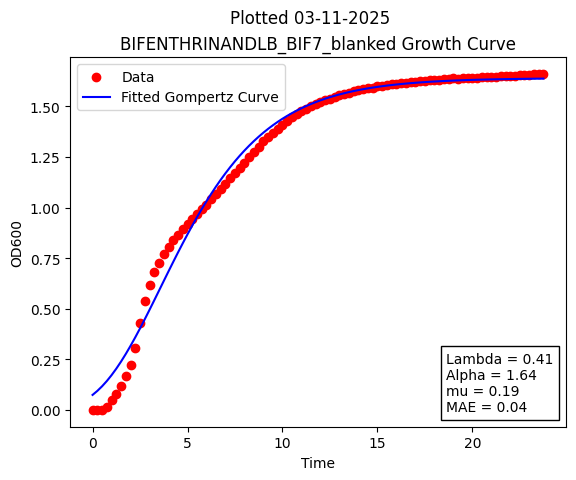 Plotted 03-11-2025
BIFENTHRINANDLB_BIF7_blanked Growth Curve
Data
Fitted Gompertz Curve
OD600
1.50
1.25
1.00
0.75
0.50
0.25
0.00
Lambda = 0.41
Alpha = 1.64
mu = 0.19
MAE = 0.04
0 5 10 15 20
Time